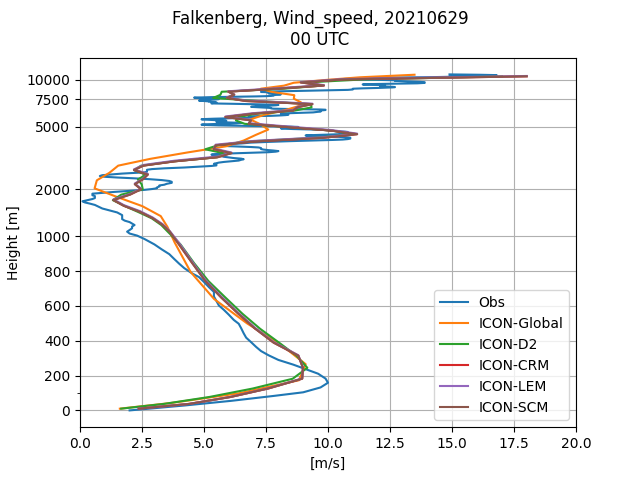 Falkenberg, Wind_speed, 20210629
00 UTC
10000
7500
5000
2000
1000
800
600
400
200
0
Height [m]
Obs
ICON-Global
ICON-D2
ICON-CRM
ICON-LEM
ICON-SCM
0.0 2.5 5.0 7.5 10.0 12.5 15.0 17.5 20.0
[m/s]